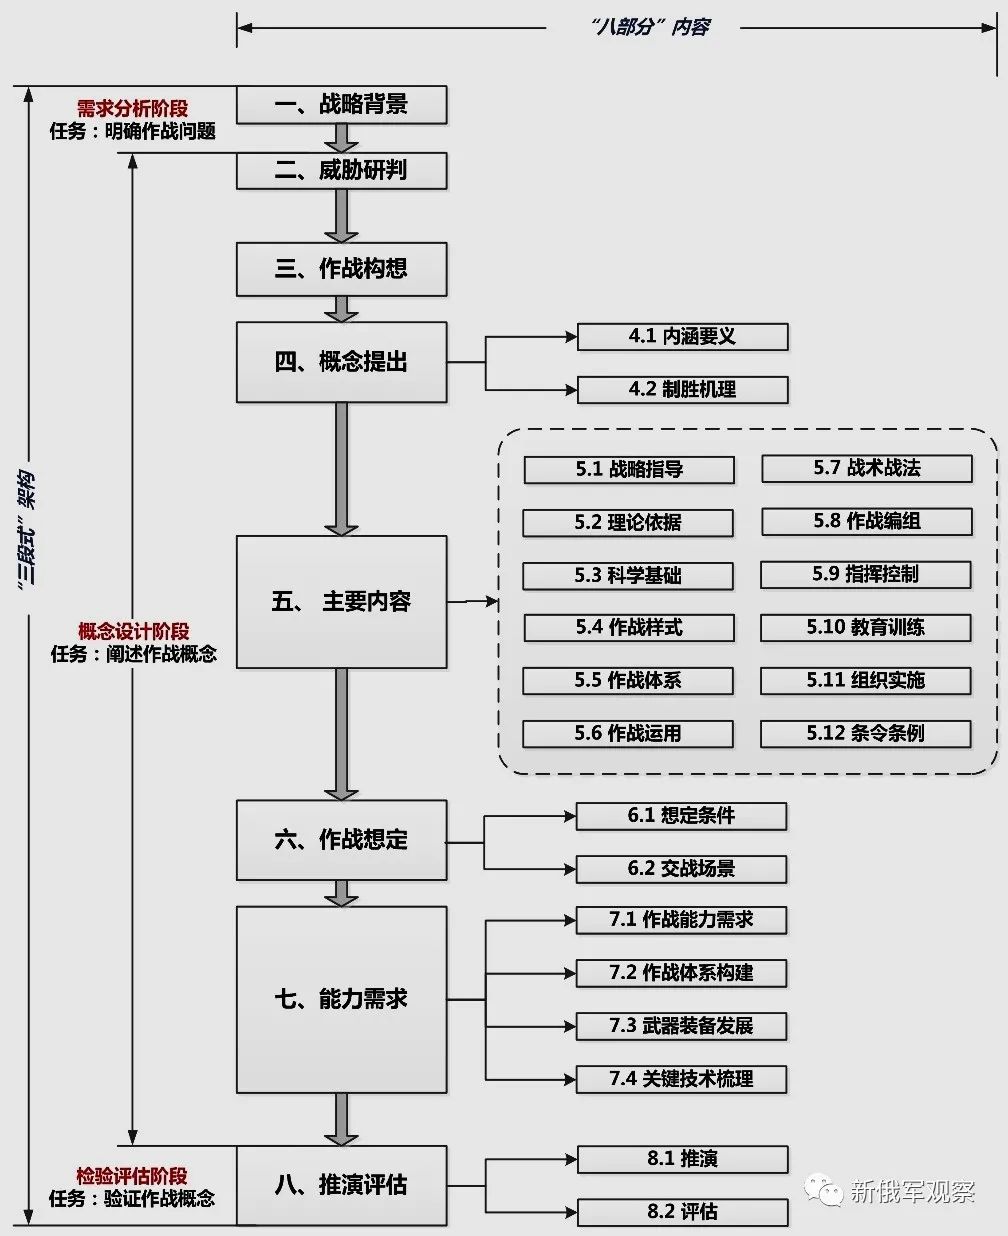 “八部分”内容
需求分析阶段
任务：明确作战问题
一、战略背景
二、威胁研判
三、作战构想
四、概念提出
4.1 内涵要义
4.2 制胜机理
“三段式”架构
概念设计阶段
任务：阐述作战概念
五、主要内容
5.1 战略指导
5.2 理论依据
5.3 科学基础
5.4 作战样式
5.5 作战体系
5.6 作战运用
5.7 战术战法
5.8 作战编组
5.9 指挥控制
5.10 教育训练
5.11 组织实施
5.12 条令条例
六、作战想定
6.1 想定条件
6.2 交战场景
七、能力需求
7.1 作战能力需求
7.2 作战体系构建
7.3 武器装备发展
7.4 关键技术梳理
检验评估阶段
任务：验证作战概念
八、推演评估
8.1 推演
8.2 评估
新俄军观察